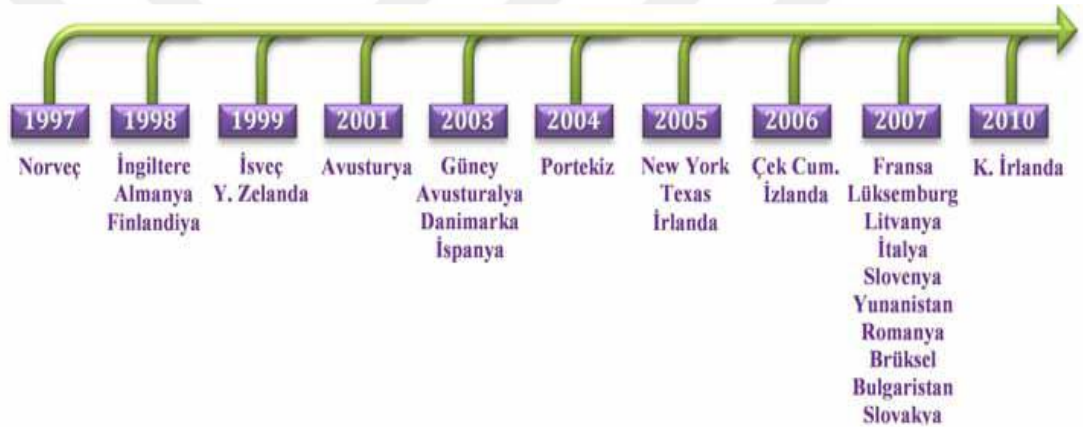 1997
Norveç
1998
İngiltere
Almanya
Finlandiya
1999
İsveç
Y. Zelanda
2001
Avusturya
2003
Güney
Avusturalya
Danimarka
İspanya
2004
Portekiz
2005
New York
Texas
İrlanda
2006
Çek Cum.
İzlanda
2007
Fransa
Lüksemburg
Litvanya
İtalya
Slovenya
Yunanistan
Romanya
Brüksel
Bulgaristan
Slovakya
2010
K. İrlanda